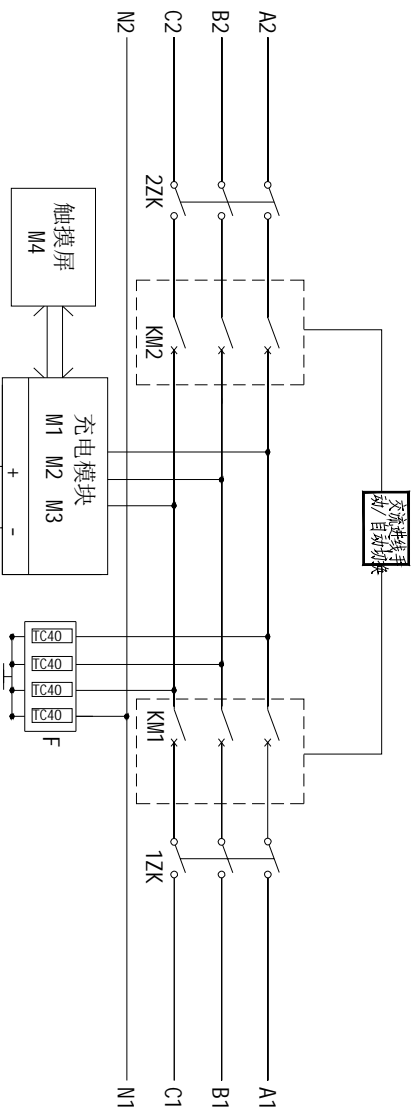 交流进线手
动/自动切换
A2
A1
B2
B1
C2
C1
2ZK
KM2
KM1
1ZK
N2
N1
触摸屏
M4
充电模块
M1 M2 M3
+ -
TC40
TC40
TC40
TC40
F